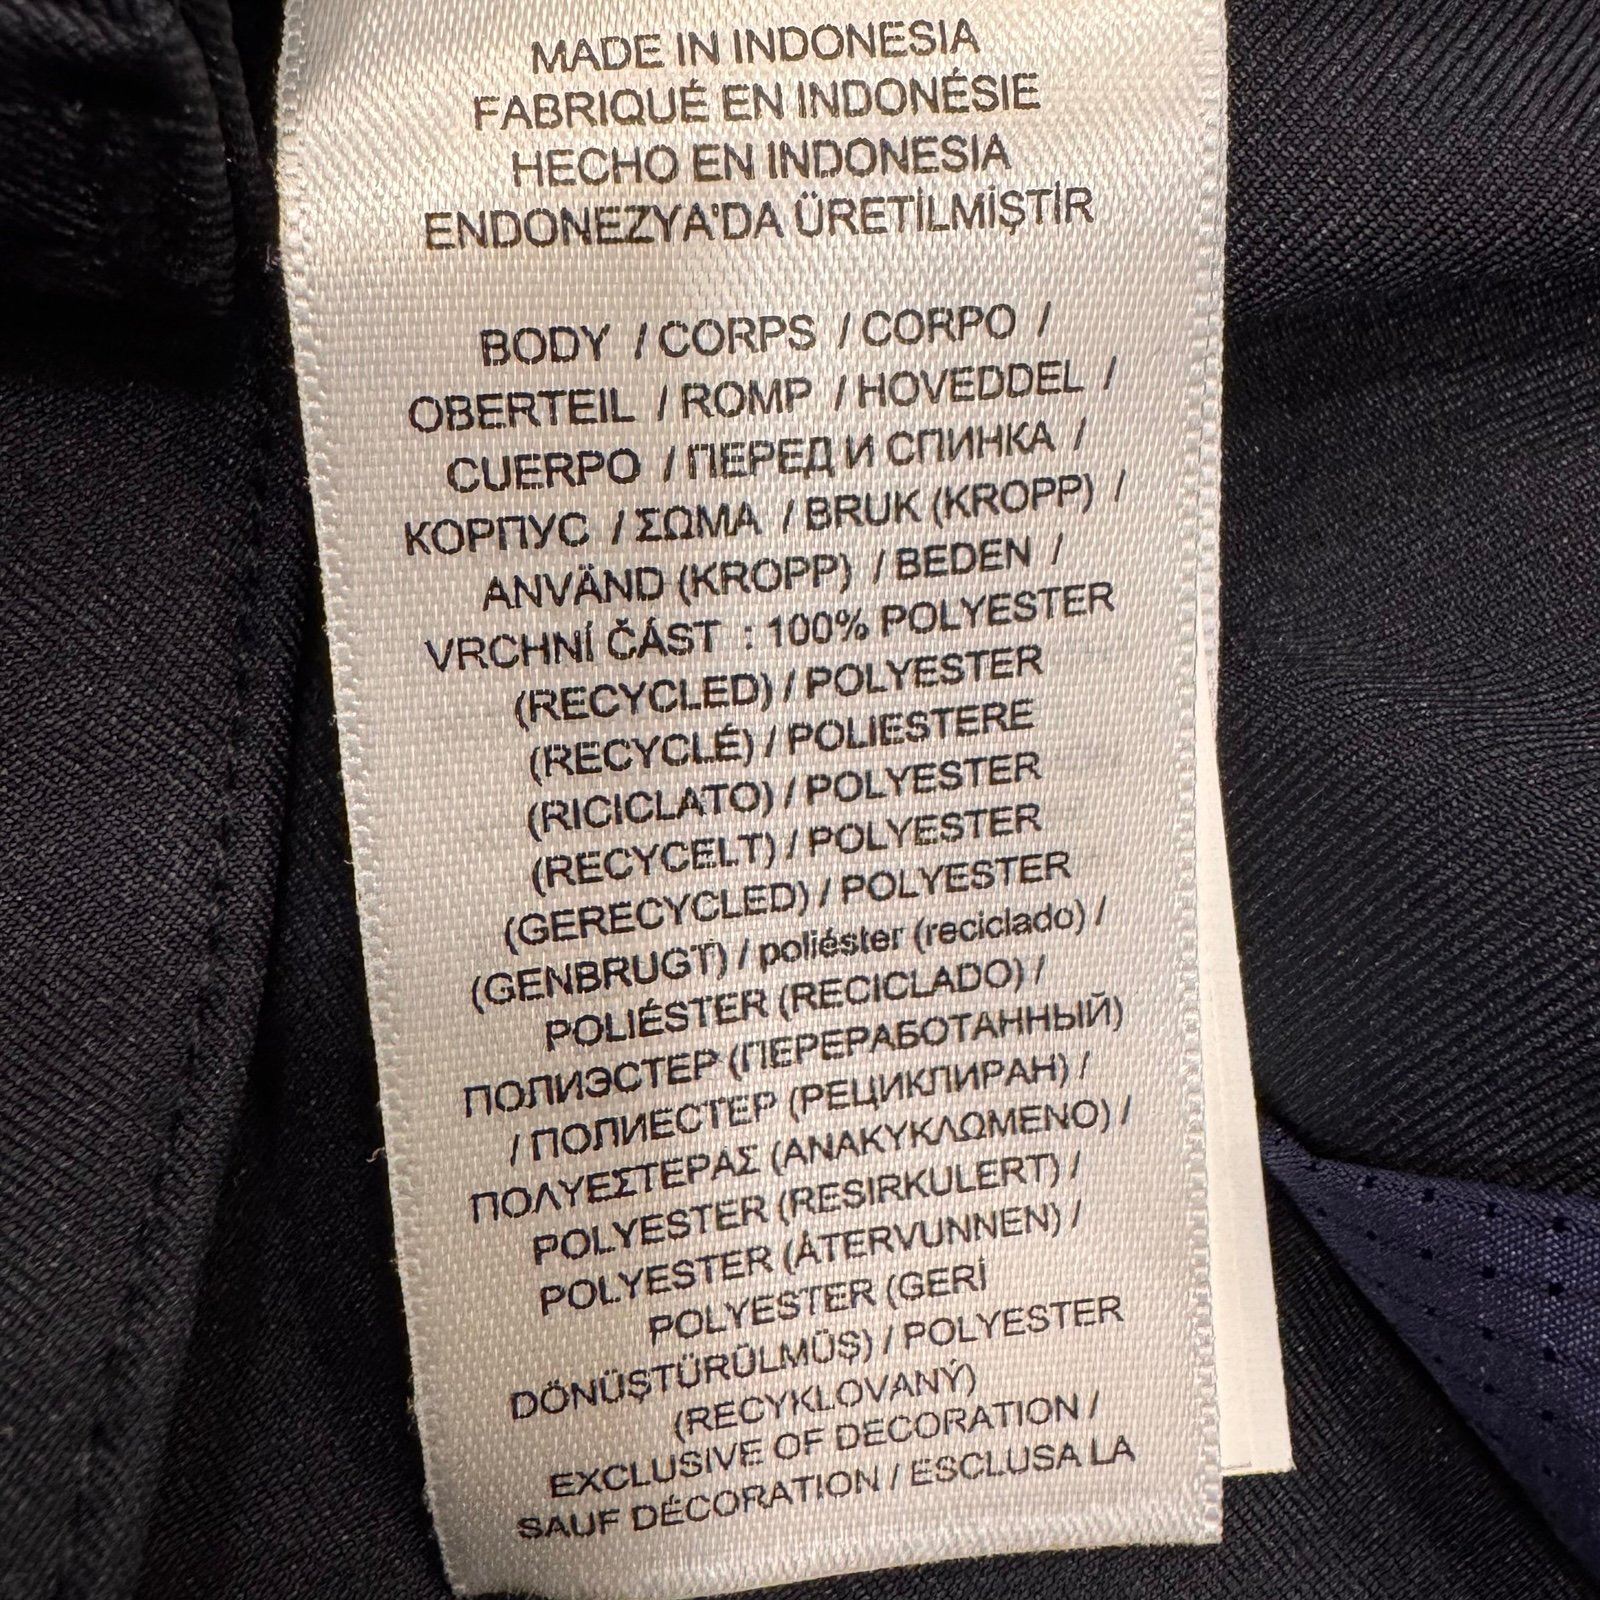 MADE IN INDONESIA
FABRIQUÉ EN INDONÉSIE
HECHO EN INDONESIA
ENDONEZYA'DA ÜRETİLMİŞTİR
BODY / CORPS / CORPO /
OBERTEIL / ROMP / HOVEDDEL /
CUERPO / ПЕРЕД И СПИНКА /
КОРПУС / ΣΩΜΑ / BRUK (KROPP) /
ANVÄND (KROPP) / BEDEN /
VRCHNÍ ČÁST : 100% POLYESTER
(RECYCLED) / POLYESTER
(RECYCLÉ) / POLIESTERE
(RICICLATO) / POLYESTER
(RECYCELT) / POLYESTER
(GERECYCLED) / POLYESTER
(GENBRUGT) / poliéster (reciclado) /
POLIÉSTER (RECICLADO) /
ПОЛИЭСТЕР (ПЕРЕРАБОТАННЫЙ)
/ ПОЛИЕСТЕР (РЕЦИКЛИРАН) /
ΠΟΛΥΕΣΤΕΡΑΣ (ΑΝΑΚΥΚΛΩΜΕΝΟ) /
POLYESTER (RESIRKULERT) /
POLYESTER (ÅTERVUNNEN) /
POLYESTER (GERİ
DÖNÜŞTÜRÜLMÜŞ) / POLYESTER
(RECYKLOVANÝ)
EXCLUSIVE OF DECORATION /
SAUF DÉCORATION / ESCLUSA LA